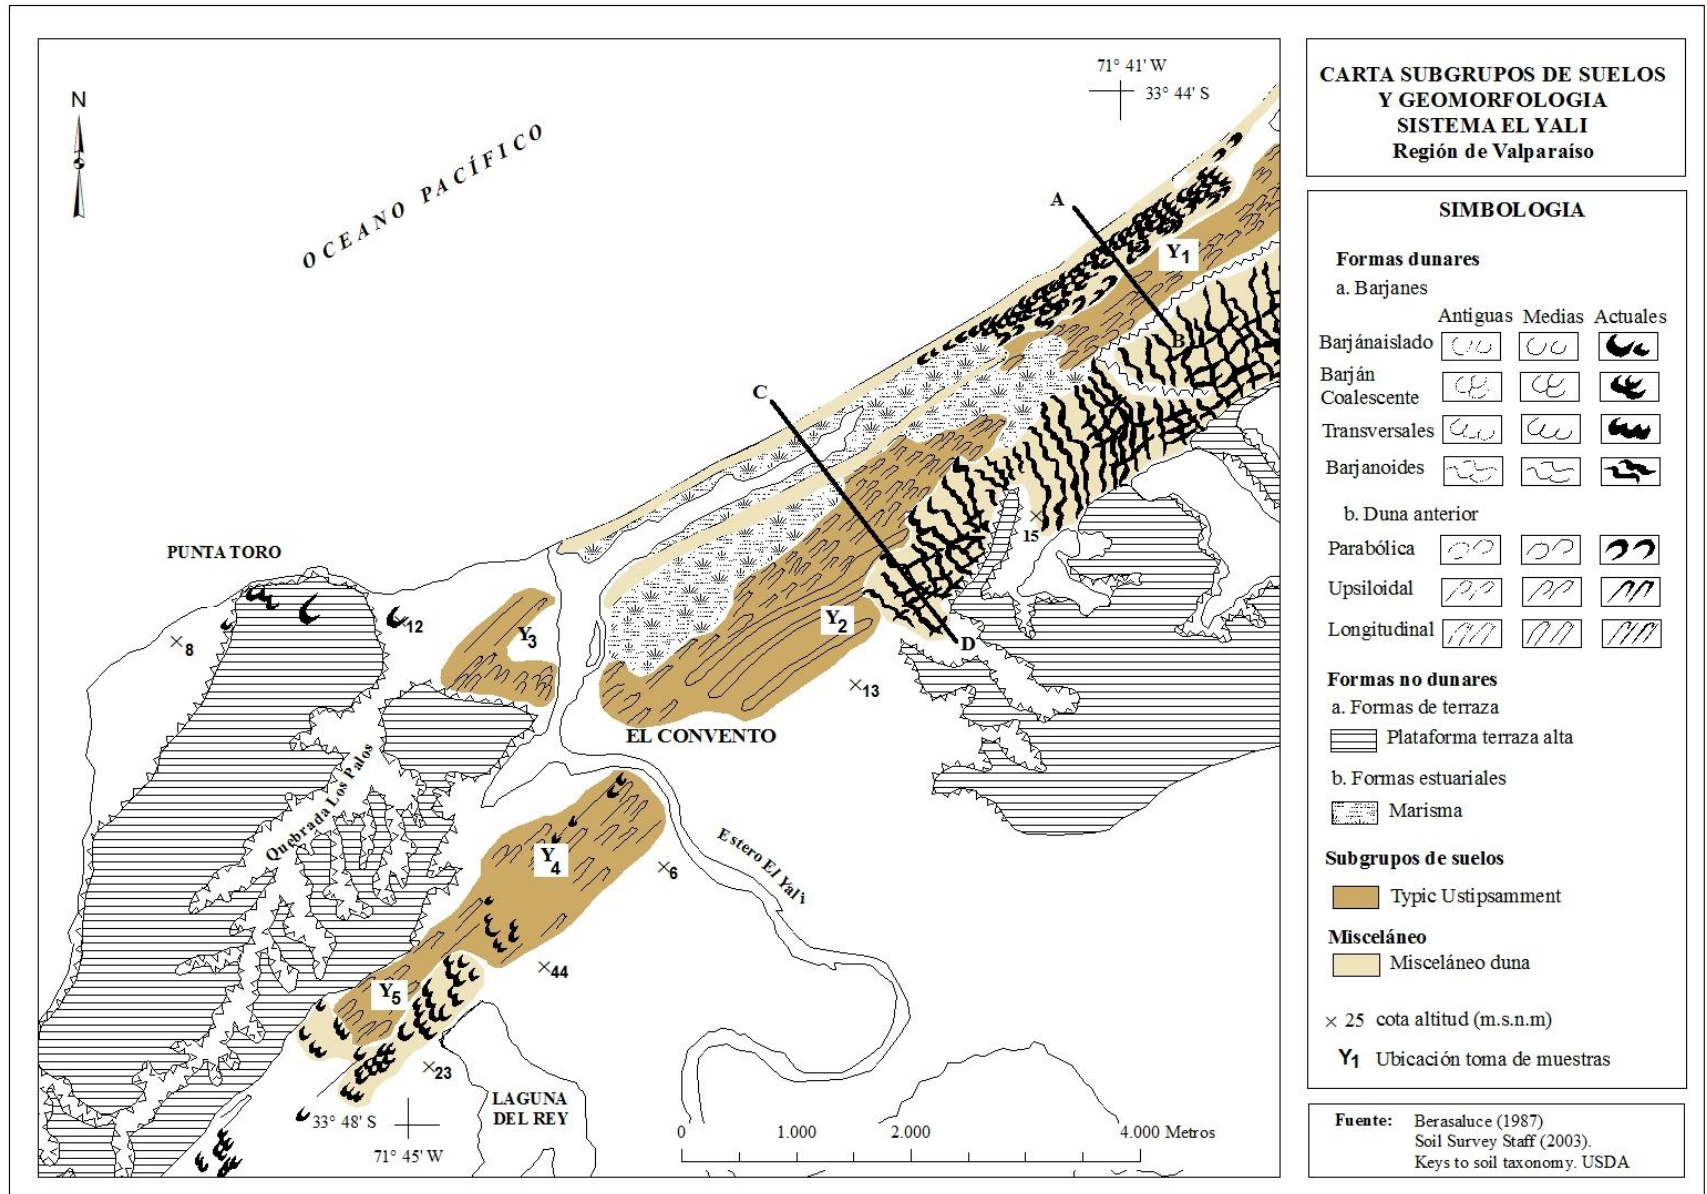 N
OCEANO PACÍFICO
71° 41' W
33° 44' S
A
Y1
B
C
15
PUNTA TORO
12
8
Y3
Y2
D
13
EL CONVENTO
Quebrada Los Palos
Y4
6
Estero El Yali
44
Y5
23
LAGUNA
DEL REY
33° 48' S
71° 45' W
0 1.000 2.000 4.000 Metros
CARTA SUBGRUPOS DE SUELOS
Y GEOMORFOLOGIA
SISTEMA EL YALI
Región de Valparaíso
SIMBOLOGIA
Formas dunares
a. Barjanes
Antiguas Medias Actuales
Barjánaislado
Barján
Coalescente
Transversales
Barjanoides
b. Duna anterior
Parabólica
Upsiloidal
Longitudinal
Formas no dunares
a. Formas de terraza
Plataforma terraza alta
b. Formas estuariales
Marisma
Subgrupos de suelos
Typic Ustipsamment
Misceláneo
Misceláneo duna
× 25 cota altitud (m.s.n.m)
Y1 Ubicación toma de muestras
Fuente: Berasaluce (1987)
Soil Survey Staff (2003).
Keys to soil taxonomy. USDA